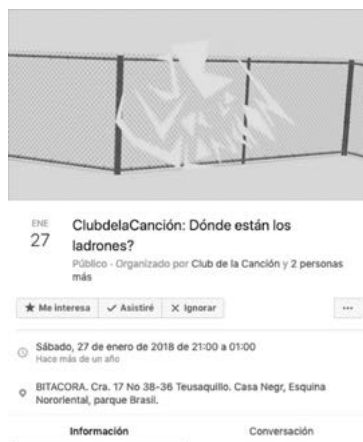 ENE
27
ClubdelaCanción: Dónde están los
ladrones?
Público · Organizado por Club de la Canción y 2 personas
más
★ Me interesa ✓ Asistiré ✕ Ignorar ···
Sábado, 27 de enero de 2018 de 21:00 a 01:00
Hace más de un año
BITACORA. Cra. 17 No 38-36 Teusaquillo. Casa Negr, Esquina
Nororiental, parque Brasil.
Información Conversación